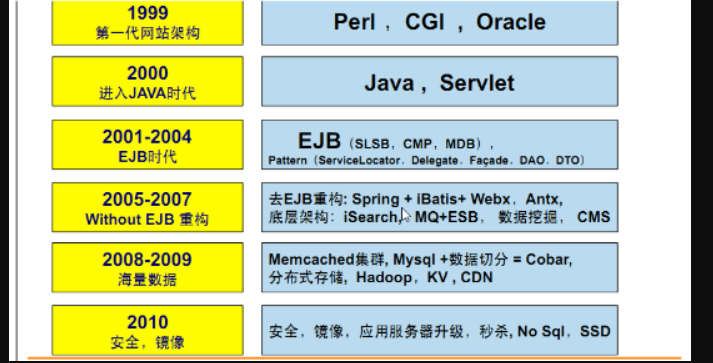 1999
第一代网站架构
Perl , CGI , Oracle
2000
进入JAVA时代
Java , Servlet
2001-2004
EJB时代
EJB (SLSB, CMP, MDB) ,
Pattern (ServiceLocator, Delegate, Façade, DAO, DTO)
2005-2007
Without EJB 重构
去EJB重构: Spring + iBatis+ Webx, Antx,
底层架构: iSearch, MQ+ESB, 数据挖掘, CMS
2008-2009
海量数据
Memcached集群, Mysql +数据切分 = Cobar,
分布式存储, Hadoop, KV , CDN
2010
安全, 镜像
安全, 镜像, 应用服务器升级, 秒杀, No Sql, SSD